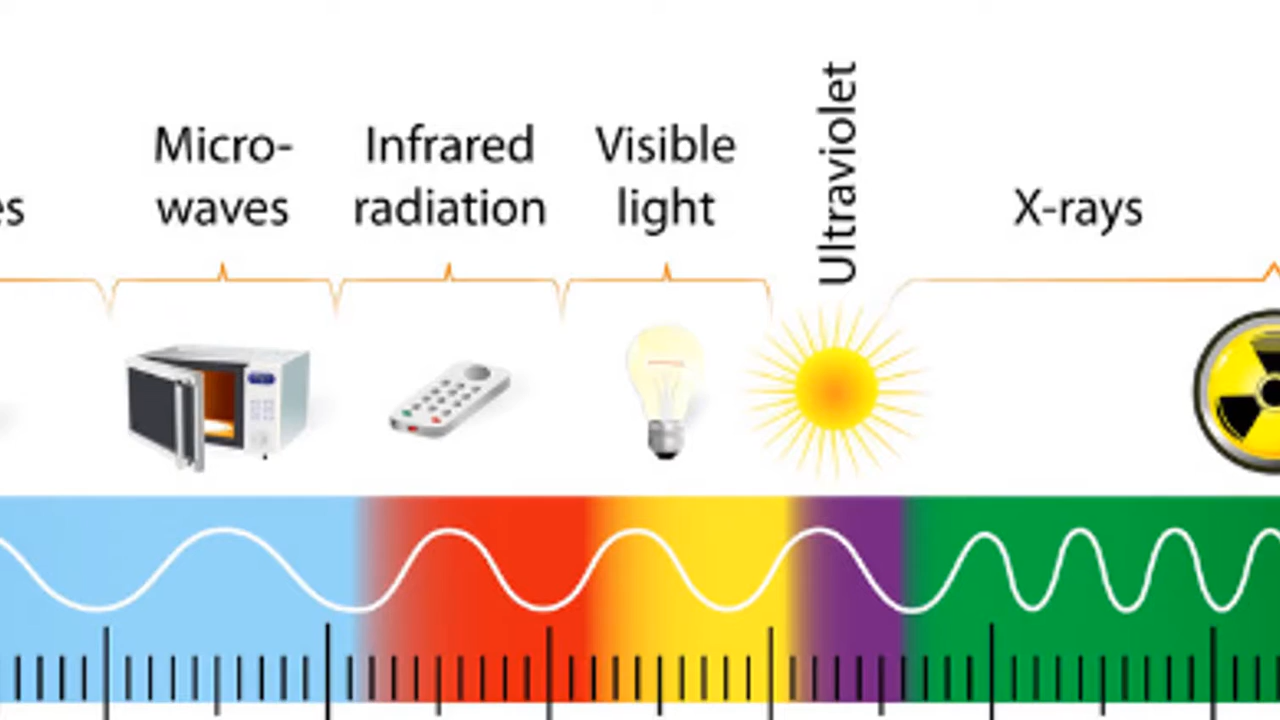 Micro-
waves
Infrared
radiation
Visible
light
Ultraviolet
X-rays